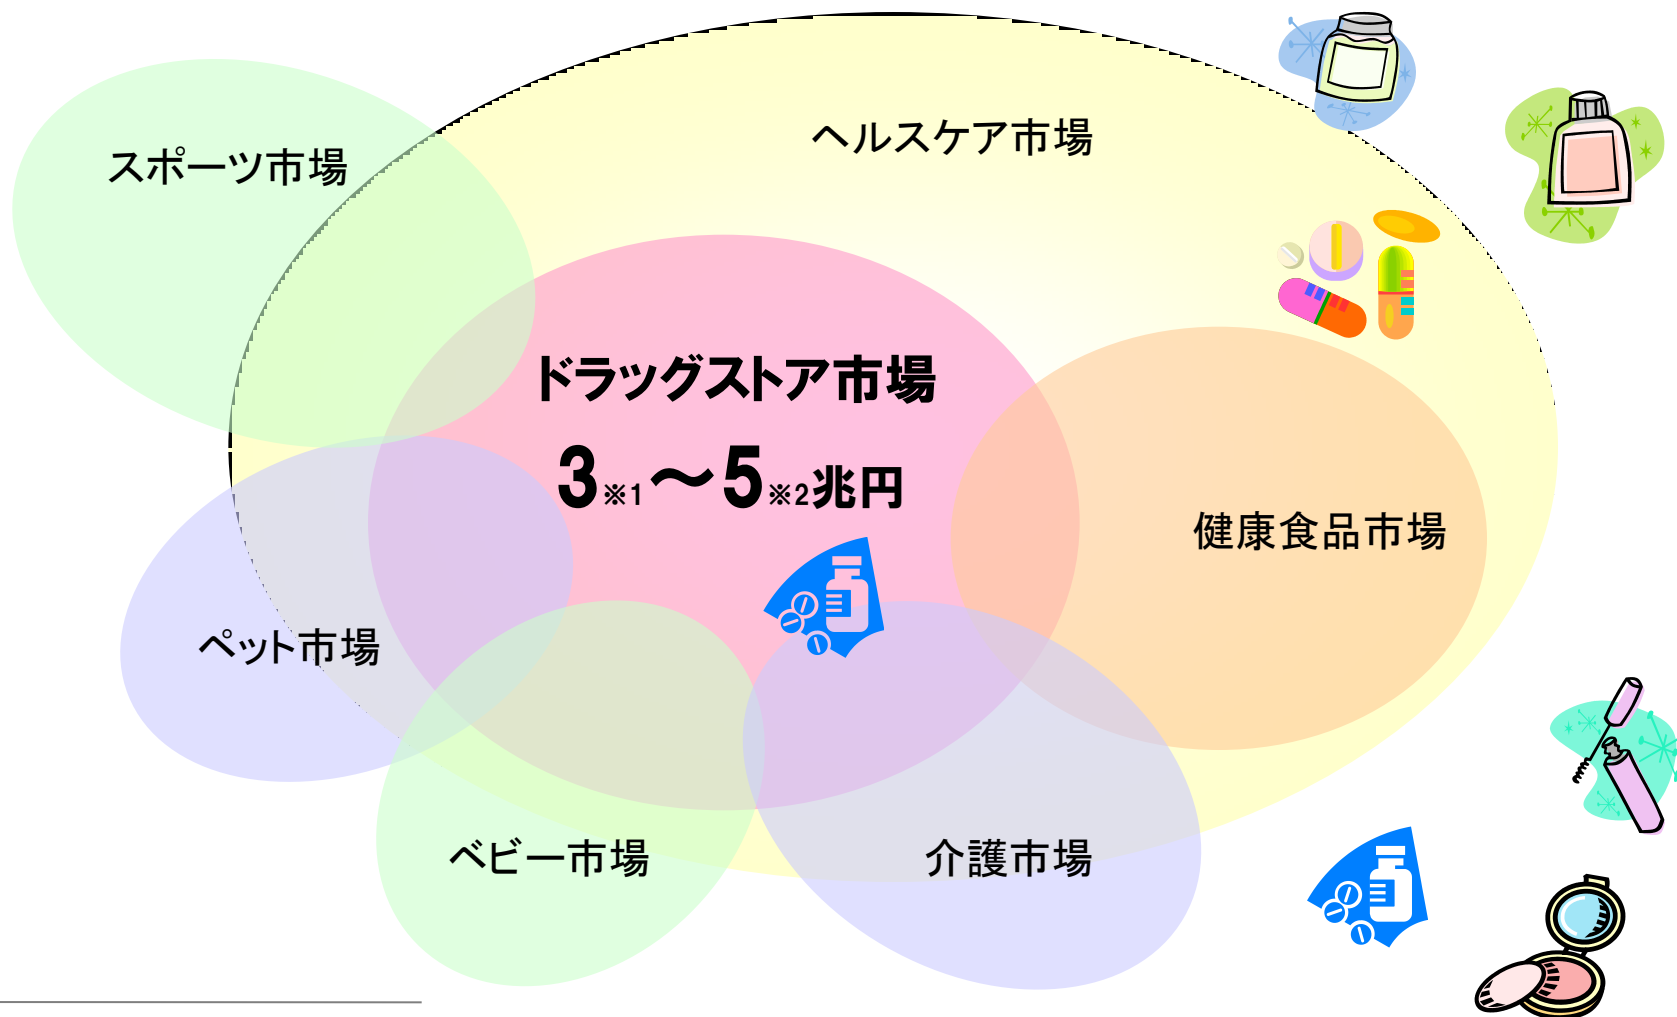 ヘルスケア市場
スポーツ市場
ドラッグストア市場
3※1～5※2兆円
健康食品市場
ペット市場
ベビー市場
介護市場